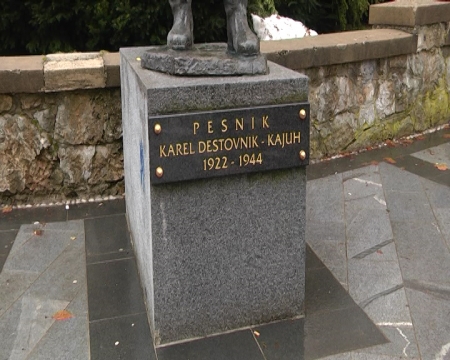 PESNIK
KAREL DESTOVNIK - KAJUH
1922 - 1944